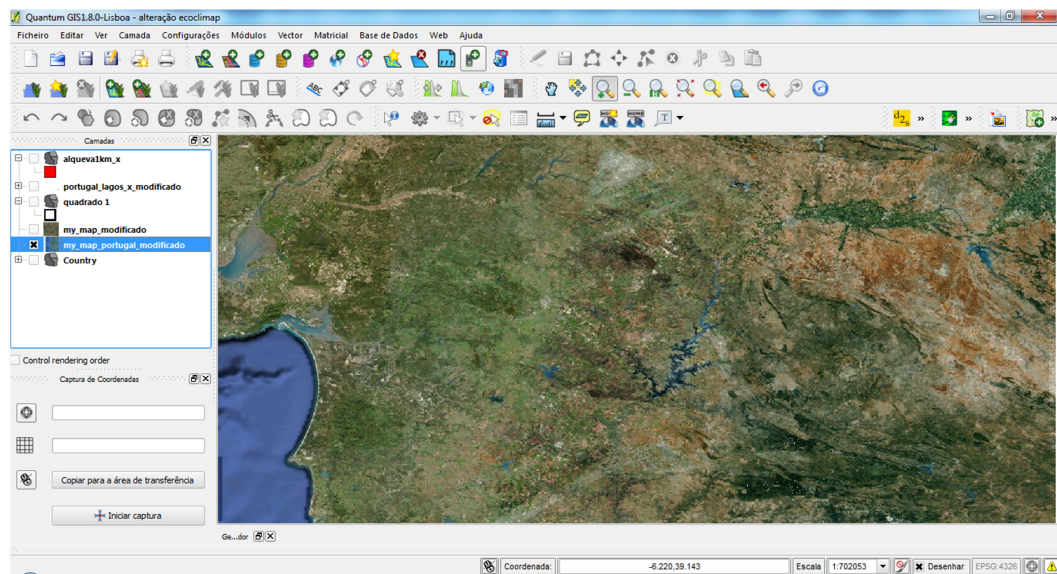 Quantum GIS1.8.0-Lisboa - alteração ecoclimap
Ficheiro Editar Ver Camada Configurações Módulos Vector Matricial Base de Dados Web Ajuda
Camadas
alqueva1km_x
portugal_lagos_x_modificado
quadrado 1
my_map_modificado
my_map_portugal_modificado
Country
Control rendering order
Captura de Coordenadas
Copiar para a área de transferência
Iniciar captura
Ge...dor
Coordenada: -6.220,39.143 Escala 1:702053 Desenhar EPSG:4326